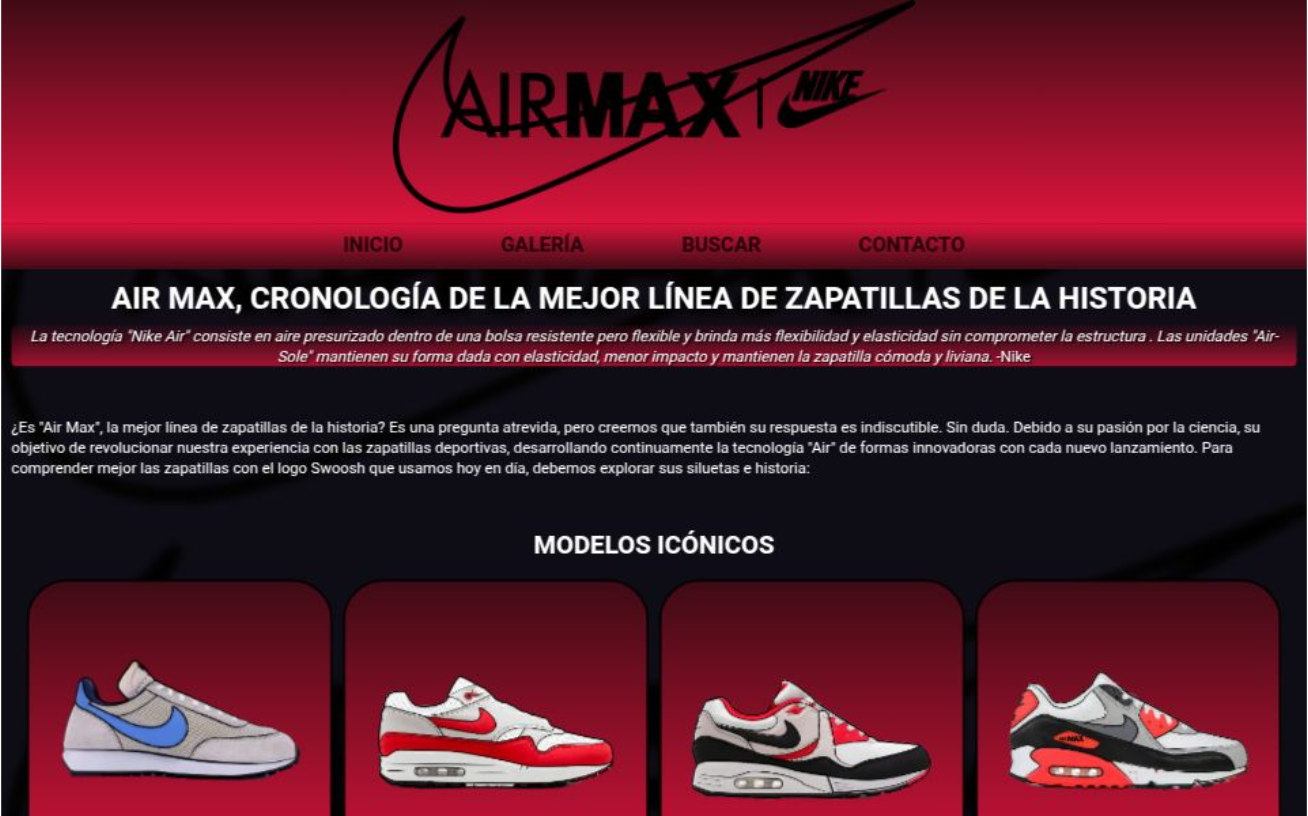 AIRMAX | NIKE
INICIO GALERÍA BUSCAR CONTACTO
AIR MAX, CRONOLOGÍA DE LA MEJOR LÍNEA DE ZAPATILLAS DE LA HISTORIA
La tecnología "Nike Air" consiste en aire presurizado dentro de una bolsa resistente pero flexible y brinda más flexibilidad y elasticidad sin comprometer la estructura . Las unidades "Air-
Sole" mantienen su forma dada con elasticidad, menor impacto y mantienen la zapatilla cómoda y liviana. -Nike
¿Es "Air Max", la mejor línea de zapatillas de la historia? Es una pregunta atrevida, pero creemos que también su respuesta es indiscutible. Sin duda. Debido a su pasión por la ciencia, su
objetivo de revolucionar nuestra experiencia con las zapatillas deportivas, desarrollando continuamente la tecnología "Air" de formas innovadoras con cada nuevo lanzamiento. Para
comprender mejor las zapatillas con el logo Swoosh que usamos hoy en día, debemos explorar sus siluetas e historia:
MODELOS ICÓNICOS